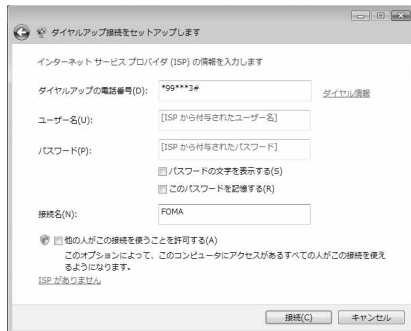 ダイヤルアップ接続をセットアップします
インターネット サービス プロバイダ (ISP) の情報を入力します
ダイヤルアップの電話番号(D):
*99***3#
ダイヤル情報
ユーザー名(U):
[ISP から付与されたユーザー名]
パスワード(P):
[ISP から付与されたパスワード]
パスワードの文字を表示する(S)
このパスワードを記憶する(R)
接続名(N):
FOMA
他の人がこの接続を使うことを許可する(A)
このオプションによって、このコンピュータにアクセスがあるすべての人がこの接続を使え
るようになります。
ISP がありません
接続(C)
キャンセル